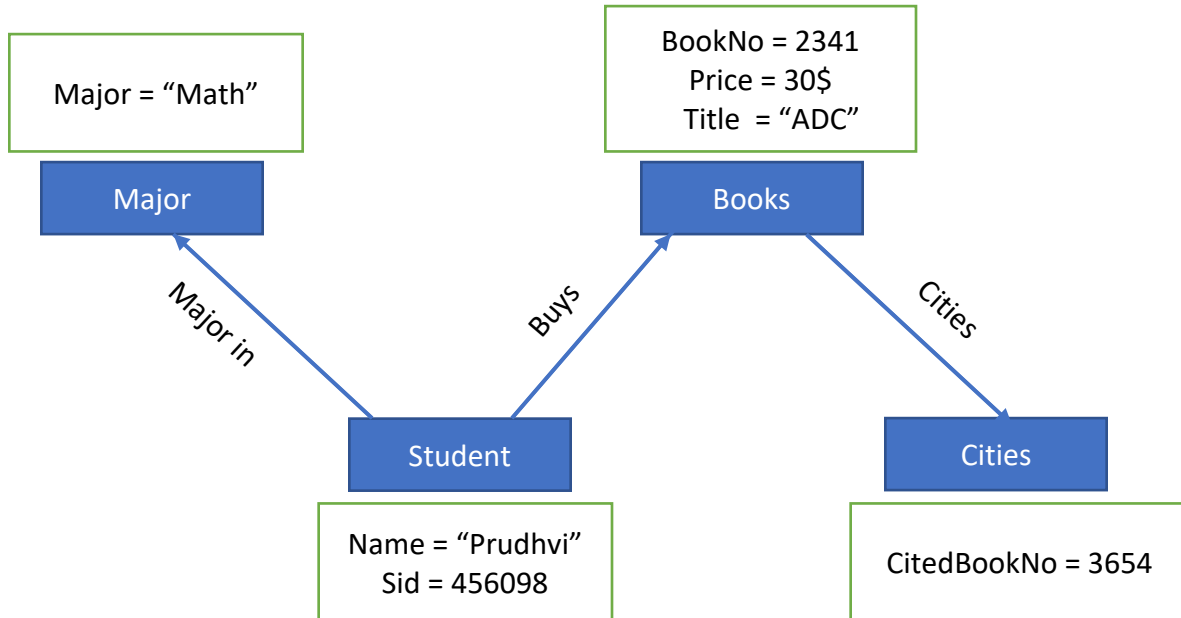 BookNo = 2341
Price = 30$
Title = “ADC”
Major = “Math”
Major
Books
Major in
Buys
Cities
Student
Cities
Name = “Prudhvi”
Sid = 456098
CitedBookNo = 3654